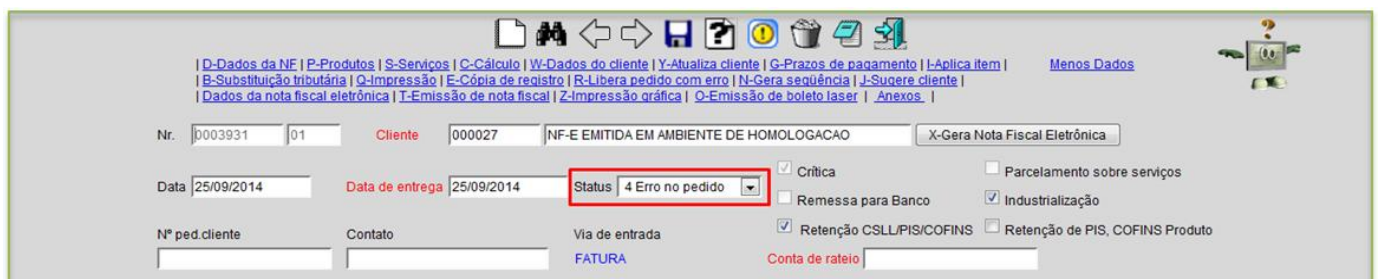 | D-Dados da NF | P-Produtos | S-Serviços | C-Cálculo | W-Dados do cliente | Y-Atualiza cliente | G-Prazos de pagamento | I-Aplica item | Menos Dados
| B-Substituição tributária | Q-Impressão | E-Cópia de registro | R-Libera pedido com erro | N-Gera seqüência | J-Sugere cliente |
| Dados da nota fiscal eletrônica | T-Emissão de nota fiscal | Z-Impressão gráfica | O-Emissão de boleto laser | Anexos |
Nr. 0003931 01 Cliente 000027 NF-E EMITIDA EM AMBIENTE DE HOMOLOGACAO X-Gera Nota Fiscal Eletrônica
Crítica Parcelamento sobre serviços
Data 25/09/2014 Data de entrega 25/09/2014 Status 4 Erro no pedido
Remessa para Banco Industrialização
Retenção CSLL/PIS/COFINS Retenção de PIS, COFINS Produto
Nº ped.cliente Contato Via de entrada
FATURA Conta de rateio